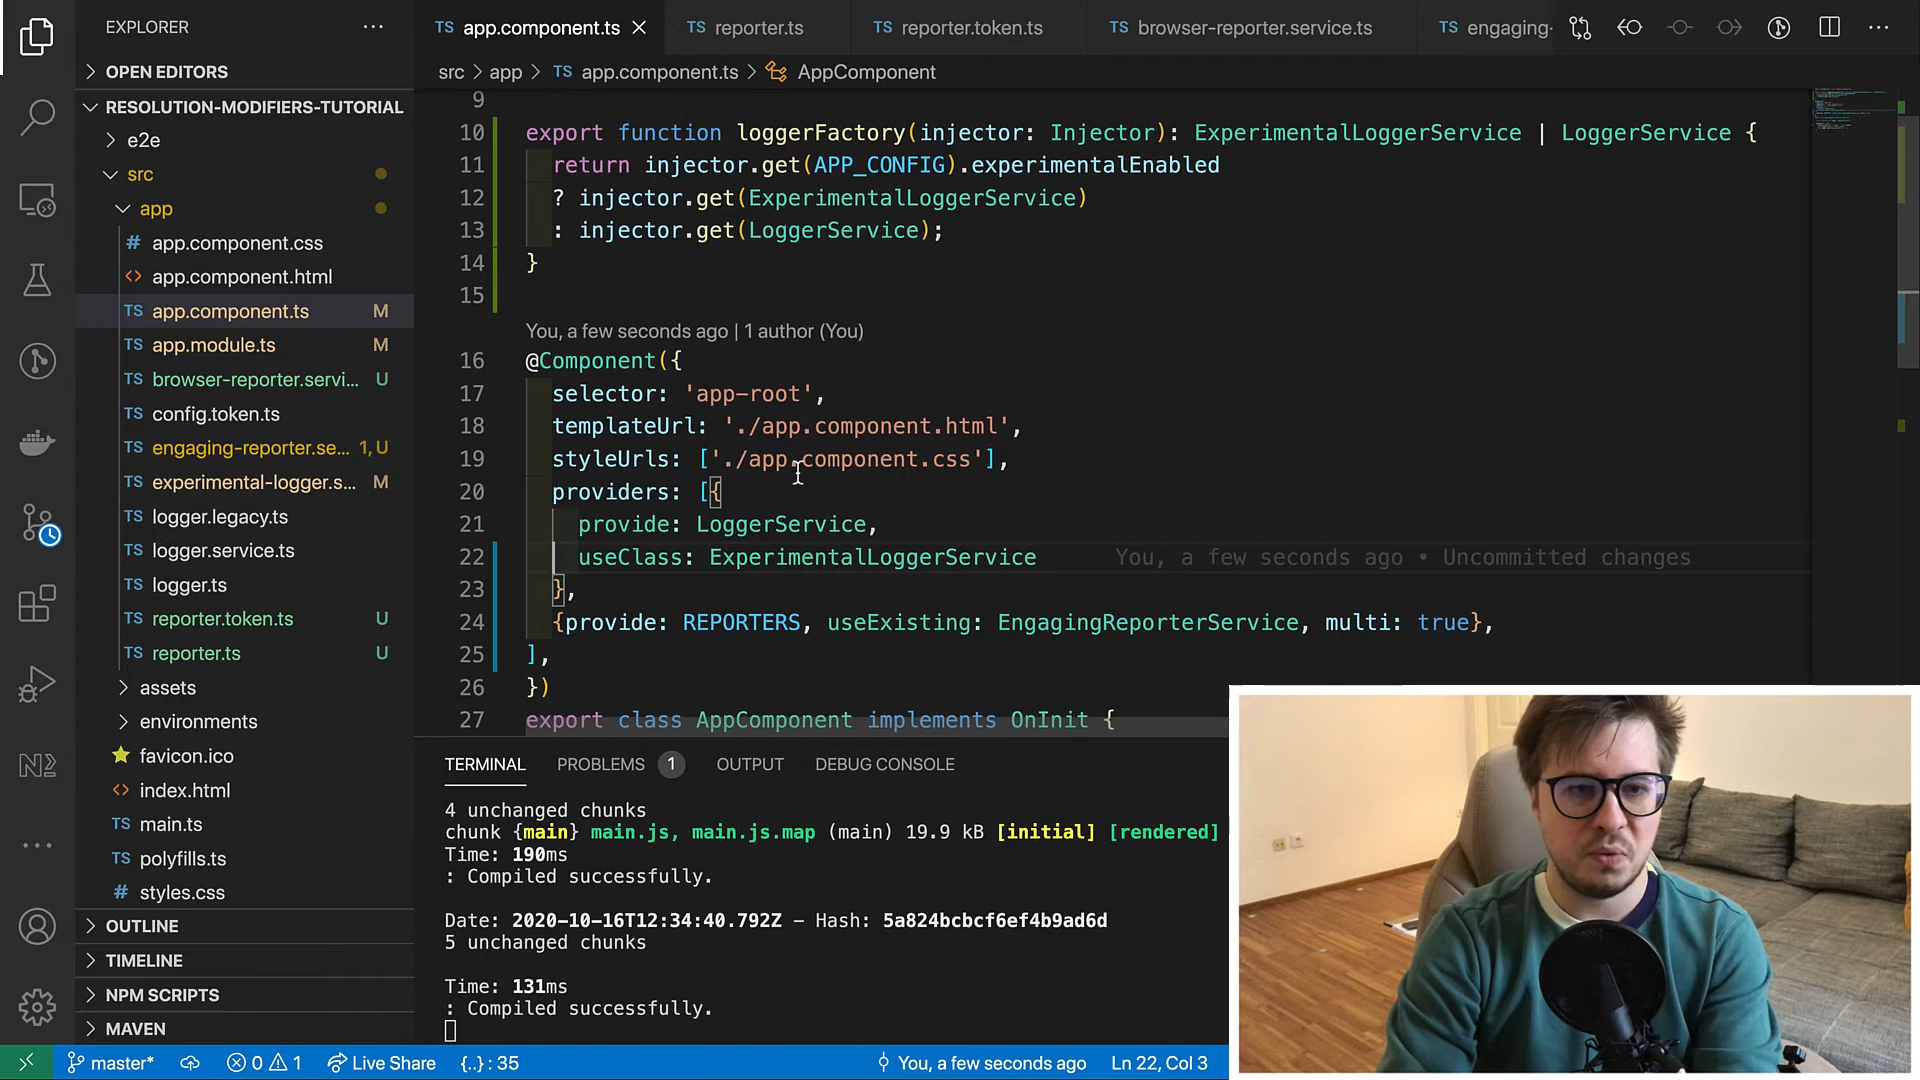 EXPLORER
OPEN EDITORS
RESOLUTION-MODIFIERS-TUTORIAL
e2e
src
app
# app.component.css
<> app.component.html
TS app.component.ts M
TS app.module.ts M
TS browser-reporter.servi... U
TS config.token.ts
TS engaging-reporter.se... 1, U
TS experimental-logger.s... M
TS logger.legacy.ts
TS logger.service.ts
TS logger.ts
TS reporter.token.ts U
TS reporter.ts U
assets
environments
favicon.ico
<> index.html
TS main.ts
TS polyfills.ts
# styles.css
OUTLINE
TIMELINE
NPM SCRIPTS
MAVEN
TS app.component.ts
TS reporter.ts
TS reporter.token.ts
TS browser-reporter.service.ts
TS engaging-
src > app > TS app.component.ts > AppComponent
9
10 export function loggerFactory(injector: Injector): ExperimentalLoggerService | LoggerService {
11 return injector.get(APP_CONFIG).experimentalEnabled
12 ? injector.get(ExperimentalLoggerService)
13 : injector.get(LoggerService);
14 }
15
You, a few seconds ago | 1 author (You)
16 @Component({
17 selector: 'app-root',
18 templateUrl: './app.component.html',
19 styleUrls: ['./app.component.css'],
20 providers: [{
21 provide: LoggerService,
22 useClass: ExperimentalLoggerService You, a few seconds ago • Uncommitted changes
23 },
24 {provide: REPORTERS, useExisting: EngagingReporterService, multi: true},
25 ],
26 })
27 export class AppComponent implements OnInit {
TERMINAL PROBLEMS 1 OUTPUT DEBUG CONSOLE
4 unchanged chunks
chunk {main} main.js, main.js.map (main) 19.9 kB [initial] [rendered]
Time: 190ms
: Compiled successfully.
Date: 2020-10-16T12:34:40.792Z - Hash: 5a824bcbcf6ef4b9ad6d
5 unchanged chunks
Time: 131ms
: Compiled successfully.
master* 0 1 Live Share {..} : 35 You, a few seconds ago Ln 22, Col 3